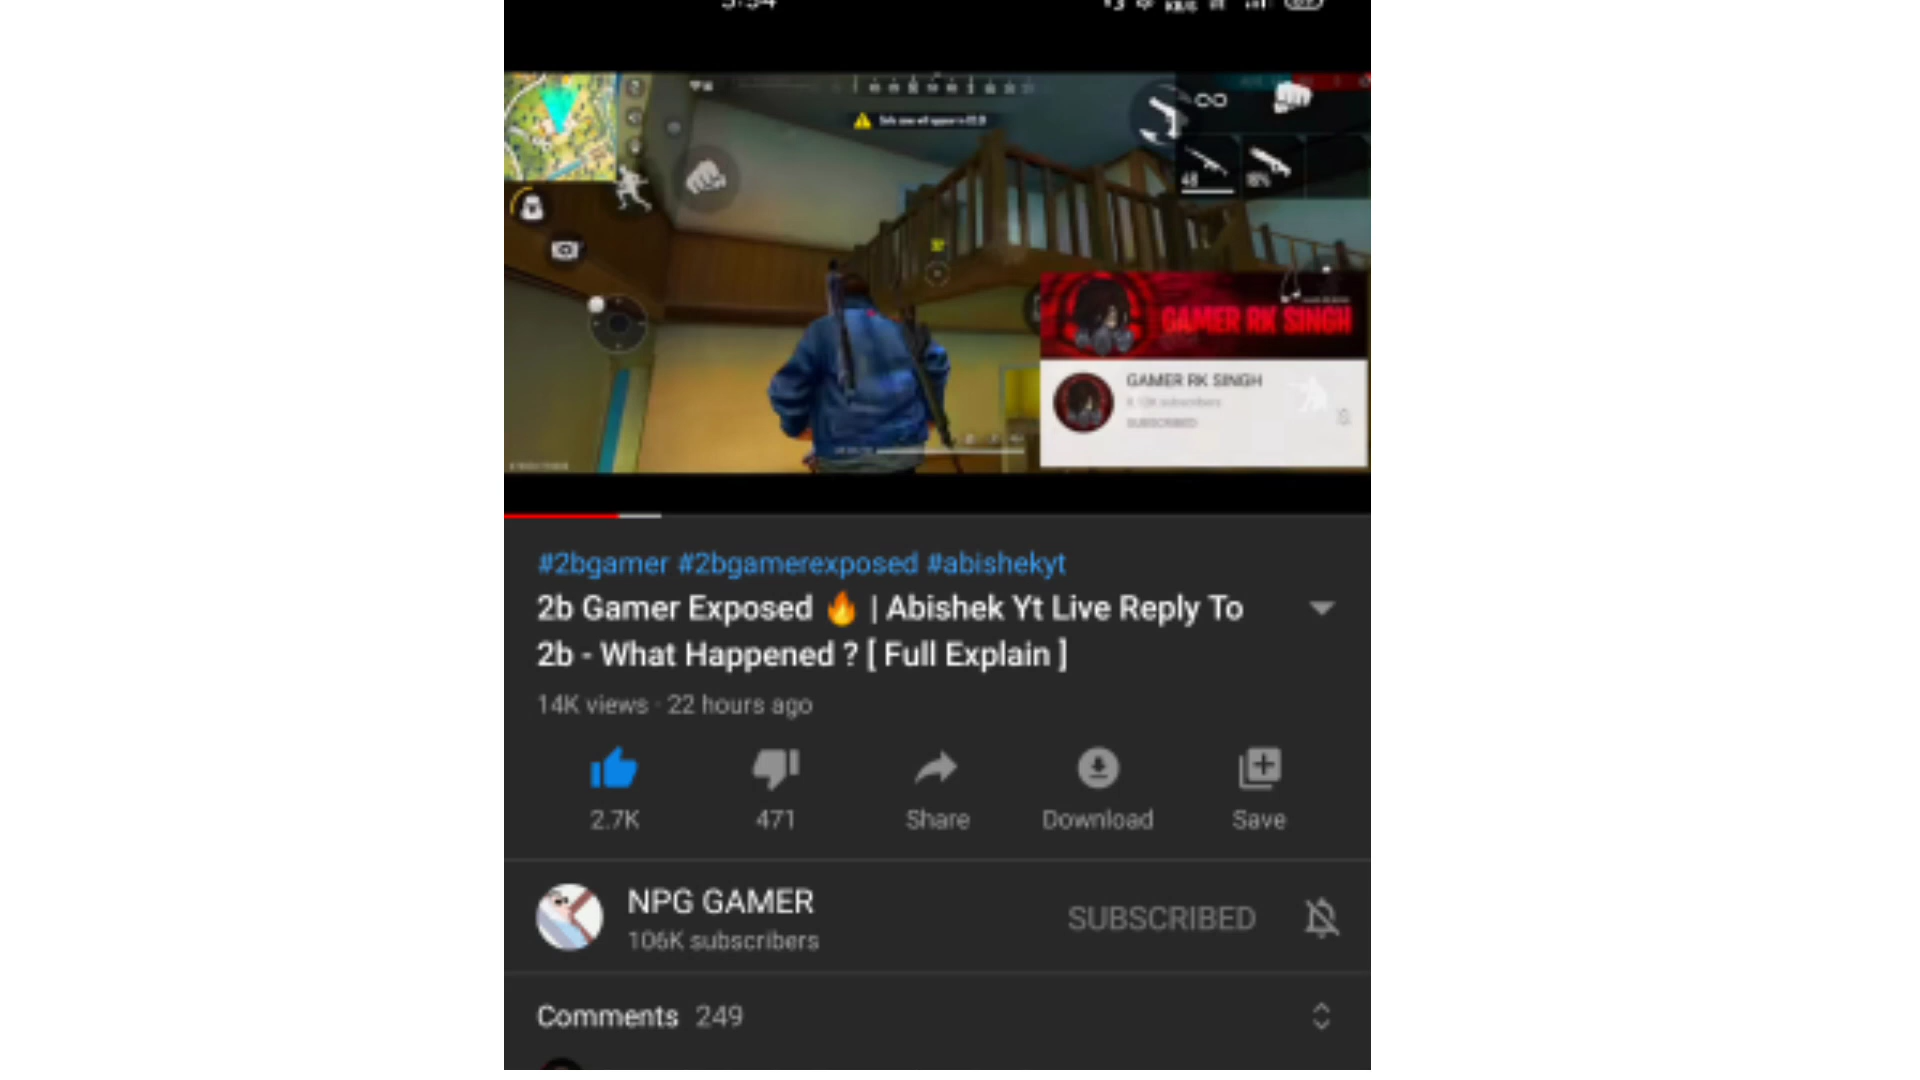 48
GAMER RK SINGH
GAMER RK SINGH
SUBSCRIBED
#2bgamer #2bgamerexposed #abishekyt
2b Gamer Exposed 🔥 | Abishek Yt Live Reply To
2b - What Happened ? [ Full Explain ]
14K views · 22 hours ago
2.7K
471
Share
Download
Save
NPG GAMER
106K subscribers
SUBSCRIBED
Comments 249